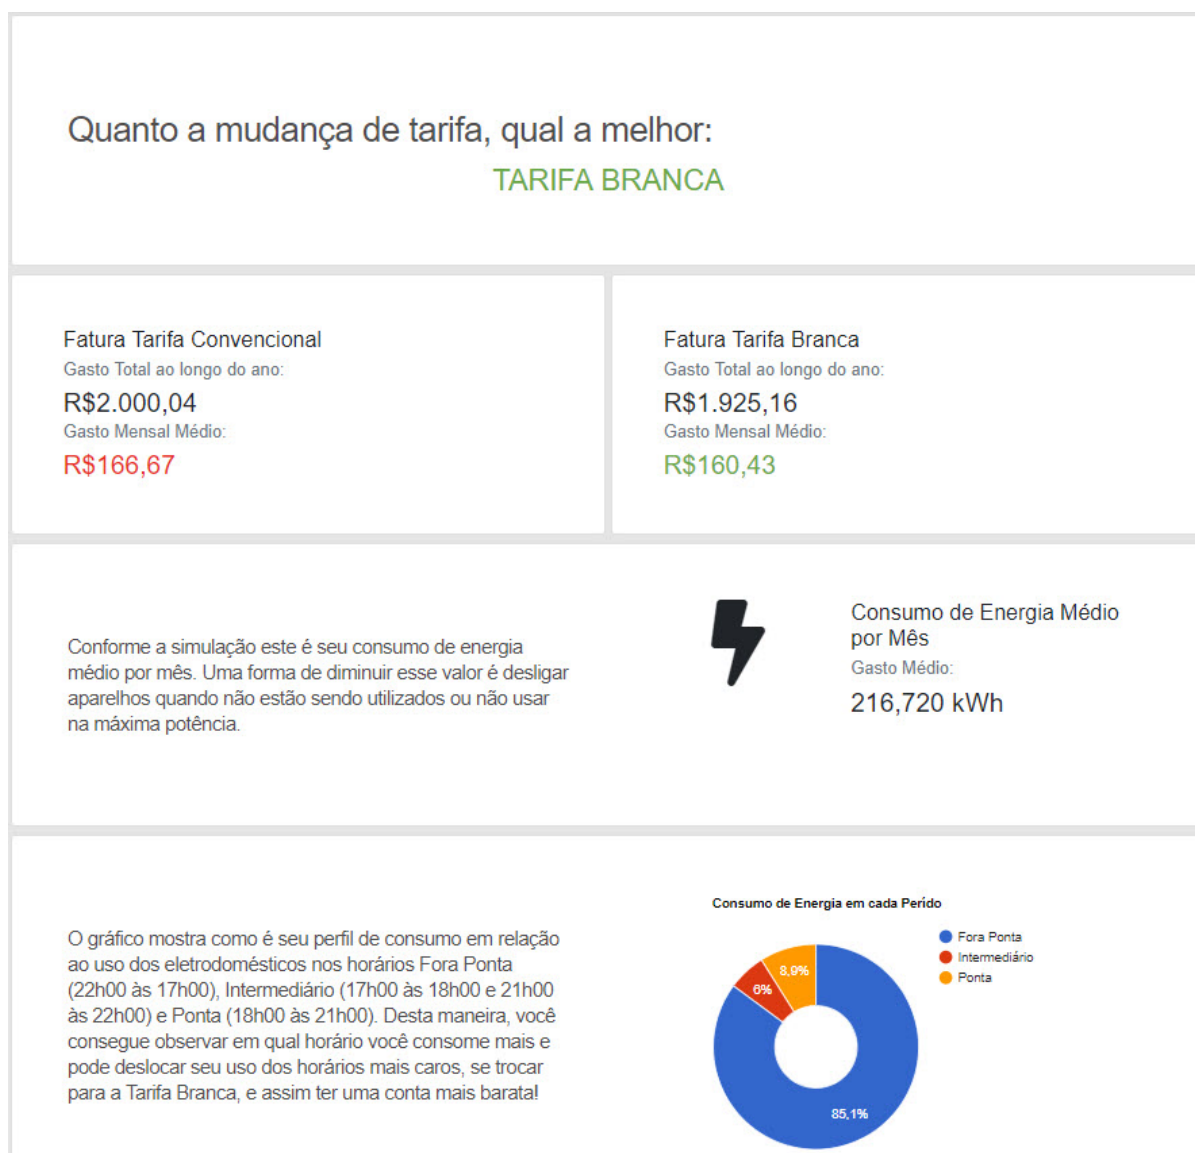 Quanto a mudança de tarifa, qual a melhor:
TARIFA BRANCA
Fatura Tarifa Convencional
Gasto Total ao longo do ano:
R$2.000,04
Gasto Mensal Médio:
R$166,67
Fatura Tarifa Branca
Gasto Total ao longo do ano:
R$1.925,16
Gasto Mensal Médio:
R$160,43
Conforme a simulação este é seu consumo de energia
médio por mês. Uma forma de diminuir esse valor é desligar
aparelhos quando não estão sendo utilizados ou não usar
na máxima potência.
Consumo de Energia Médio
por Mês
Gasto Médio:
216,720 kWh
O gráfico mostra como é seu perfil de consumo em relação
ao uso dos eletrodomésticos nos horários Fora Ponta
(22h00 às 17h00), Intermediário (17h00 às 18h00 e 21h00
às 22h00) e Ponta (18h00 às 21h00). Desta maneira, você
consegue observar em qual horário você consome mais e
pode deslocar seu uso dos horários mais caros, se trocar
para a Tarifa Branca, e assim ter uma conta mais barata!
Consumo de Energia em cada Perído
Fora Ponta
Intermediário
Ponta
8,9%
6%
85,1%